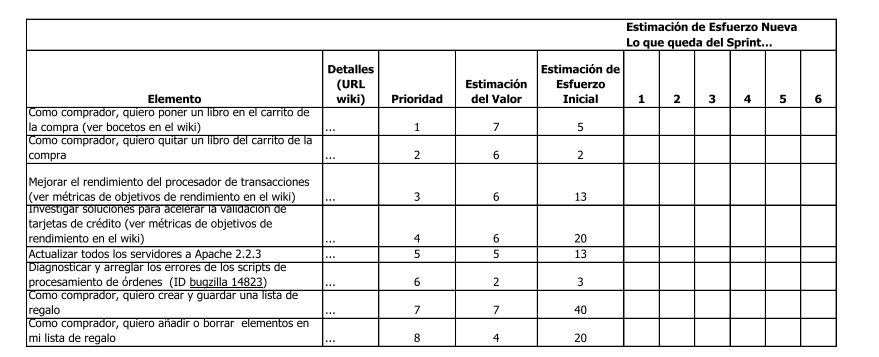 Estimación de Esfuerzo Nueva
Lo que queda del Sprint...
Detalles
(URL
wiki)
Estimación
del Valor
Estimación de
Esfuerzo
Inicial
Elemento Prioridad 1 2 3 4 5 6
Como comprador, quiero poner un libro en el carrito de
la compra (ver bocetos en el wiki) ... 1 7 5
Como comprador, quiero quitar un libro del carrito de la
compra ... 2 6 2
Mejorar el rendimiento del procesador de transacciones
(ver métricas de objetivos de rendimiento en el wiki) ... 3 6 13
Investigar soluciones para acelerar la validación de
tarjetas de crédito (ver métricas de objetivos de
rendimiento en el wiki) ... 4 6 20
Actualizar todos los servidores a Apache 2.2.3 ... 5 5 13
Diagnosticar y arreglar los errores de los scripts de
procesamiento de órdenes (ID bugzilla 14823) ... 6 2 3
Como comprador, quiero crear y guardar una lista de
regalo ... 7 7 40
Como comprador, quiero añadir o borrar elementos en
mi lista de regalo ... 8 4 20